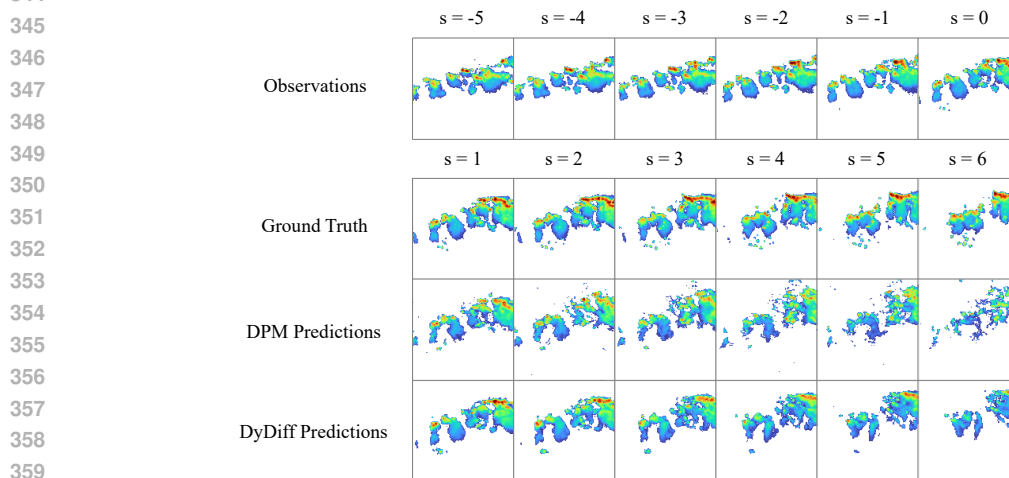 345
s = -5 s = -4 s = -3 s = -2 s = -1 s = 0
346
Observations
347
348
349
s = 1 s = 2 s = 3 s = 4 s = 5 s = 6
350
351
Ground Truth
352
353
354
DPM Predictions
355
356
357
DyDiff Predictions
358
359